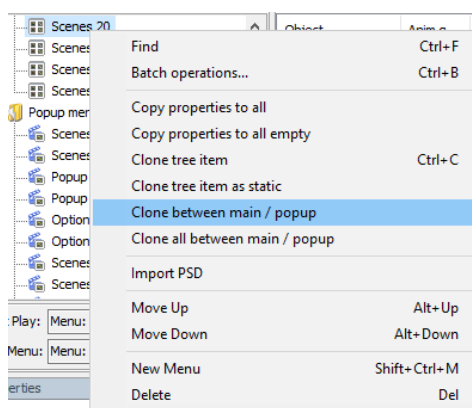 Scenes 20
Scenes
Scenes
Scenes
Popup mer
Scenes
Scenes
Popup
Popup
Option
Option
Scenes
Scenes
Play: Menu:
Menu: Menu:
erties
Object Anim g
Find Ctrl+F
Batch operations... Ctrl+B
Copy properties to all
Copy properties to all empty
Clone tree item Ctrl+C
Clone tree item as static
Clone between main / popup
Clone all between main / popup
Import PSD
Move Up Alt+Up
Move Down Alt+Down
New Menu Shift+Ctrl+M
Delete Del